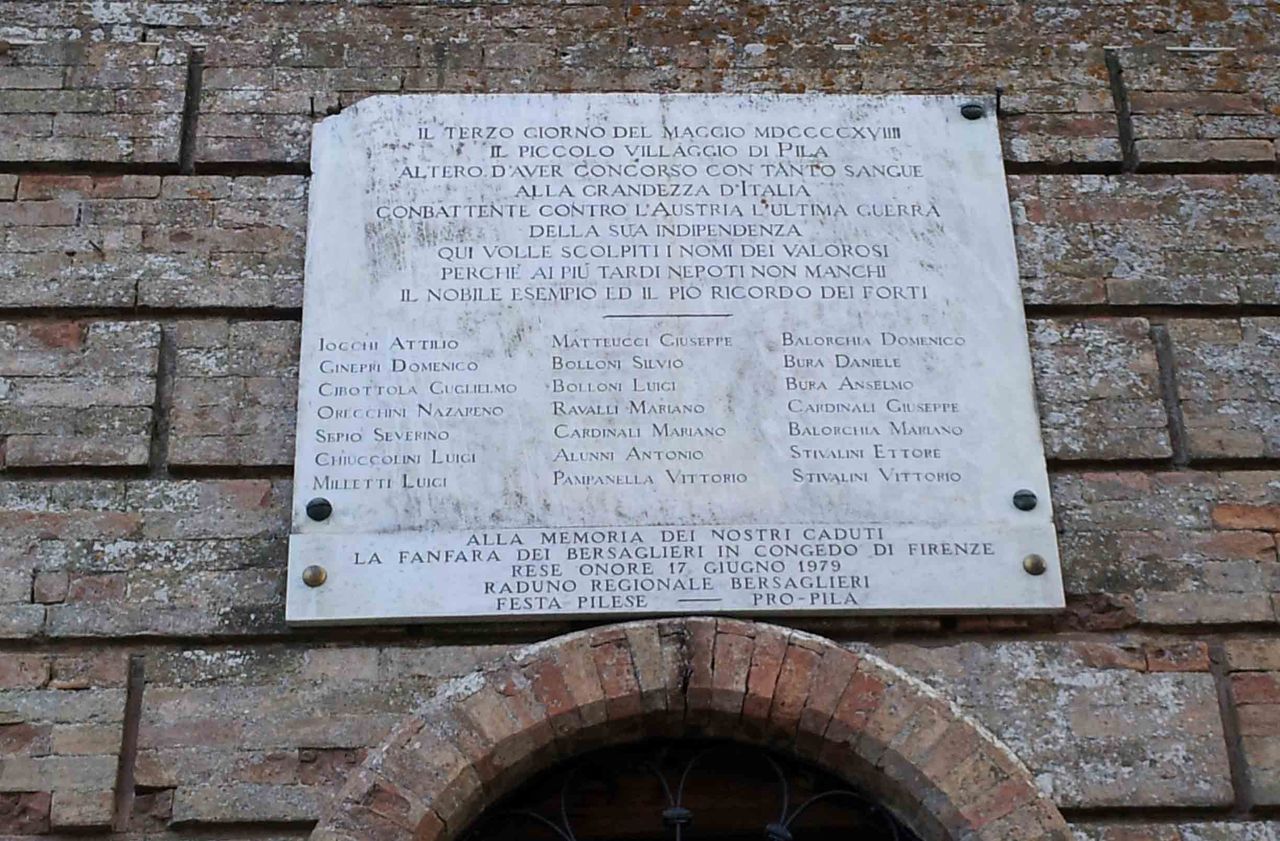 IL TERZO GIORNO DEL MAGGIO MDCCCCXVIIII
IL PICCOLO VILLAGGIO DI PILA
ALTERO D'AVER CONCORSO CON TANTO SANGUE
ALLA GRANDEZZA D'ITALIA
CONBATTENTE CONTRO L'AUSTRIA L'ULTIMA GUERRA
DELLA SUA INDIPENDENZA
QUI VOLLE SCOLPITI I NOMI DEI VALOROSI
PERCHÉ AI PIÚ TARDI NEPOTI NON MANCHI
IL NOBILE ESEMPIO ED IL PIO RICORDO DEI FORTI
IOCCHI ATTILIO
GINEPRI DOMENICO
CIBOTTOLA GUGLIELMO
ORECCHINI NAZARENO
SEPIO SEVERINO
CHIUCCOLINI LUIGI
MILLETTI LUIGI
MATTEUCCI GIUSEPPE
BOLLONI SILVIO
BOLLONI LUIGI
RAVALLI MARIANO
CARDINALI MARIANO
ALUNNI ANTONIO
PAMPANELLA VITTORIO
BALORCHIA DOMENICO
BURA DANIELE
BURA ANSELMO
CARDINALI GIUSEPPE
BALORCHIA MARIANO
STIVALINI ETTORE
STIVALINI VITTORIO
ALLA MEMORIA DEI NOSTRI CADUTI
LA FANFARA DEI BERSAGLIERI IN CONGEDO DI FIRENZE
RESE ONORE 17 GIUGNO 1979
RADUNO REGIONALE BERSAGLIERI
FESTA PILESE — PRO-PILA